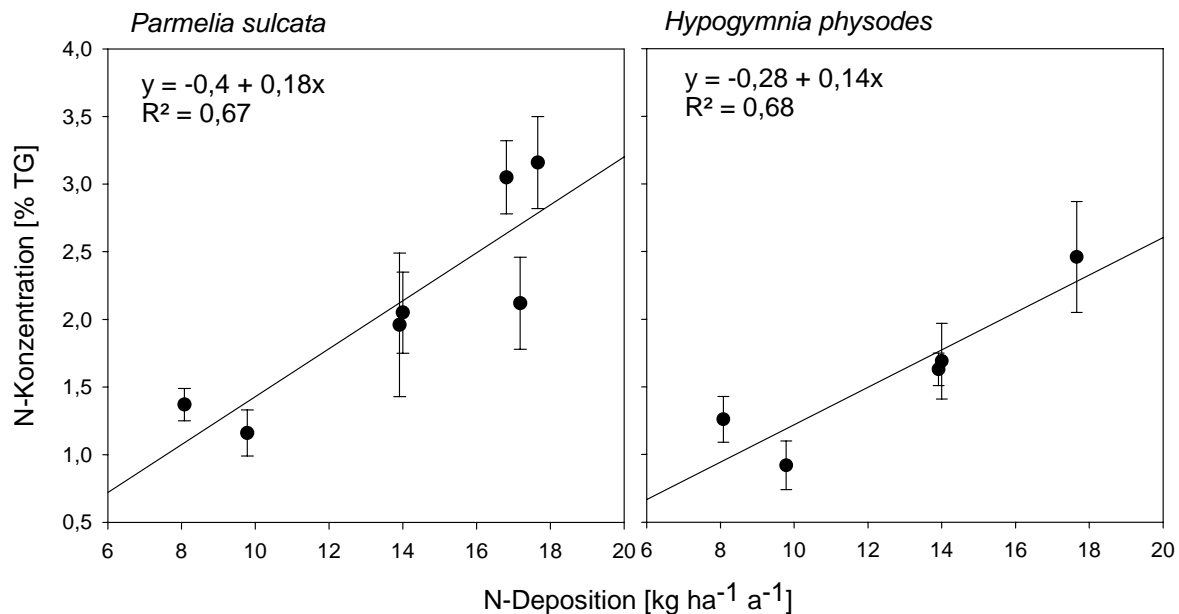 Parmelia sulcata
Hypogymnia physodes
y = -0,4 + 0,18x
R² = 0,67
y = -0,28 + 0,14x
R² = 0,68
N-Konzentration [% TG]
4,0
3,5
3,0
2,5
2,0
1,5
1,0
0,5
6 8 10 12 14 16 18 20
6 8 10 12 14 16 18 20
N-Deposition [kg ha⁻¹ a⁻¹]